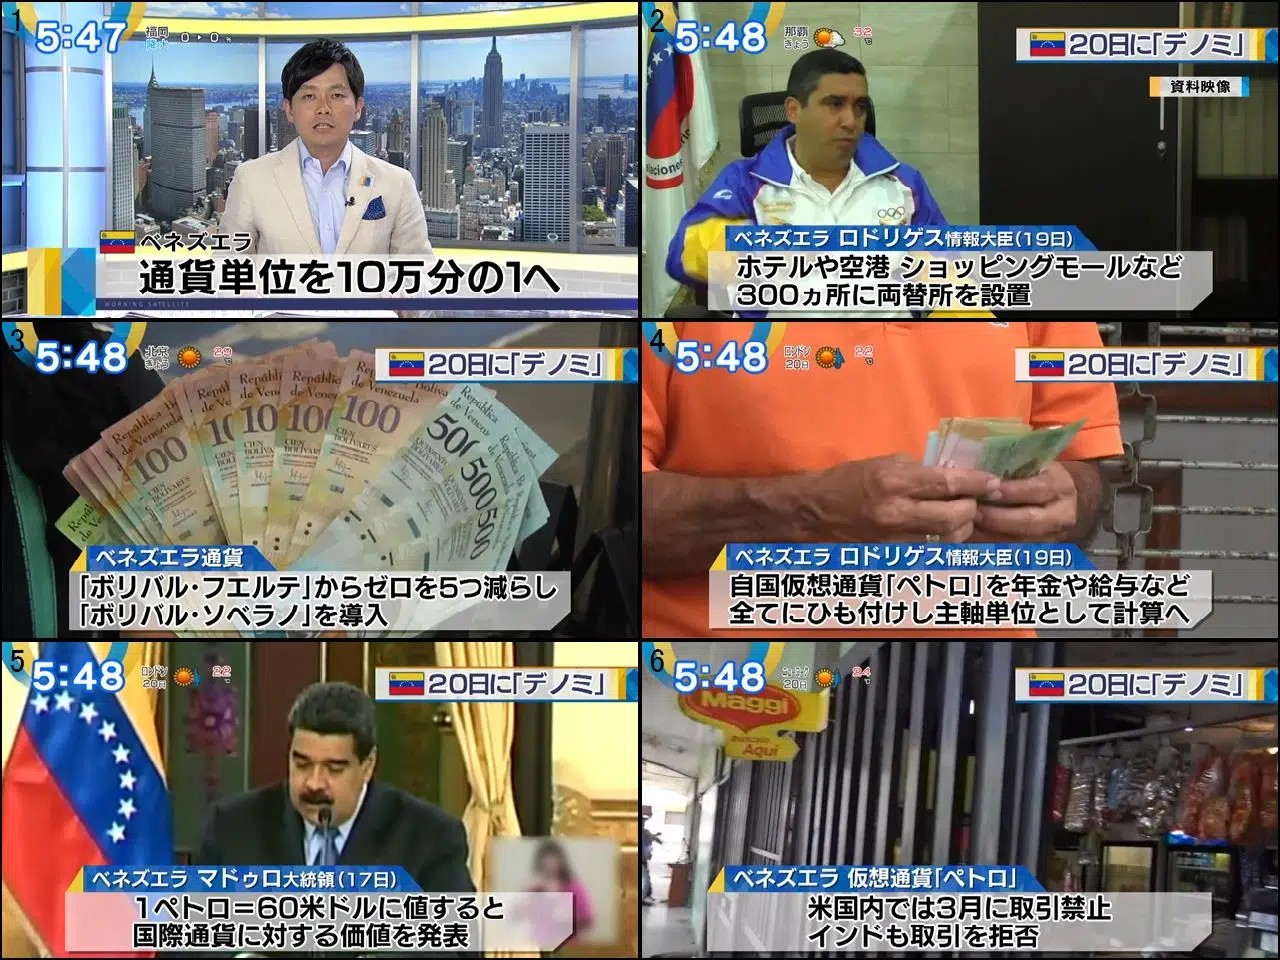 1
5:47
福岡
降水
0 ▶ 0 %
ベネズエラ
通貨単位を10万分の1へ
MORNING SATELLITE
2
5:48
那覇
きょう
32
℃
20日に「デノミ」
資料映像
ベネズエラ ロドリゲス情報大臣(19日)
ホテルや空港 ショッピングモールなど
300ヵ所に両替所を設置
3
5:48
北京
きょう
29
℃
20日に「デノミ」
República
de Venezuela
100
CIEN
BOLÍVARES
500
ベネズエラ通貨
「ボリバル・フエルテ」からゼロを5つ減らし
「ボリバル・ソベラノ」を導入
4
5:48
ロンドン
20日
22
℃
20日に「デノミ」
ベネズエラ ロドリゲス情報大臣(19日)
自国仮想通貨「ペトロ」を年金や給与など
全てにひも付けし主軸単位として計算へ
5
5:48
ロンドン
20日
22
℃
20日に「デノミ」
ベネズエラ マドゥロ大統領(17日)
1ペトロ=60米ドルに値すると
国際通貨に対する価値を発表
6
5:48
ニューヨーク
20日
24
℃
20日に「デノミ」
Maggi
Búscalo
Aquí
ベネズエラ 仮想通貨「ペトロ」
米国内では3月に取引禁止
インドも取引を拒否